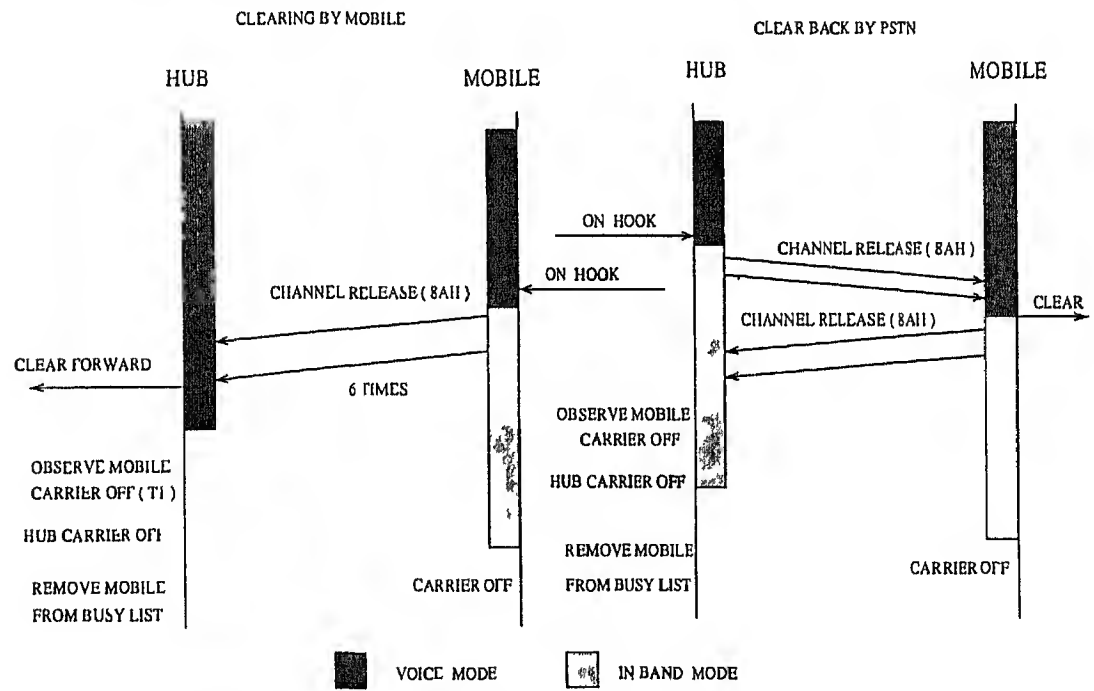 CLEARING BY MOBILE
CLEAR BACK BY PSTN
HUB
MOBILE
HUB
MOBILE
ON HOOK
CHANNEL RELEASE ( 8AH )
ON HOOK
CHANNEL RELEASE ( 8AH )
CLEAR
CHANNEL RELEASE (8AH )
CLEAR FORWARD
6 TIMES
OBSERVE MOBILE
CARRIER OFF
OBSERVE MOBILE
CARRIER OFF ( T1 )
HUB CARRIER OFF
HUB CARRIER OFF
REMOVE MOBILE
FROM BUSY LIST
CARRIER OFF
REMOVE MOBILE
FROM BUSY LIST
CARRIER OFF
VOICE MODE
IN BAND MODE